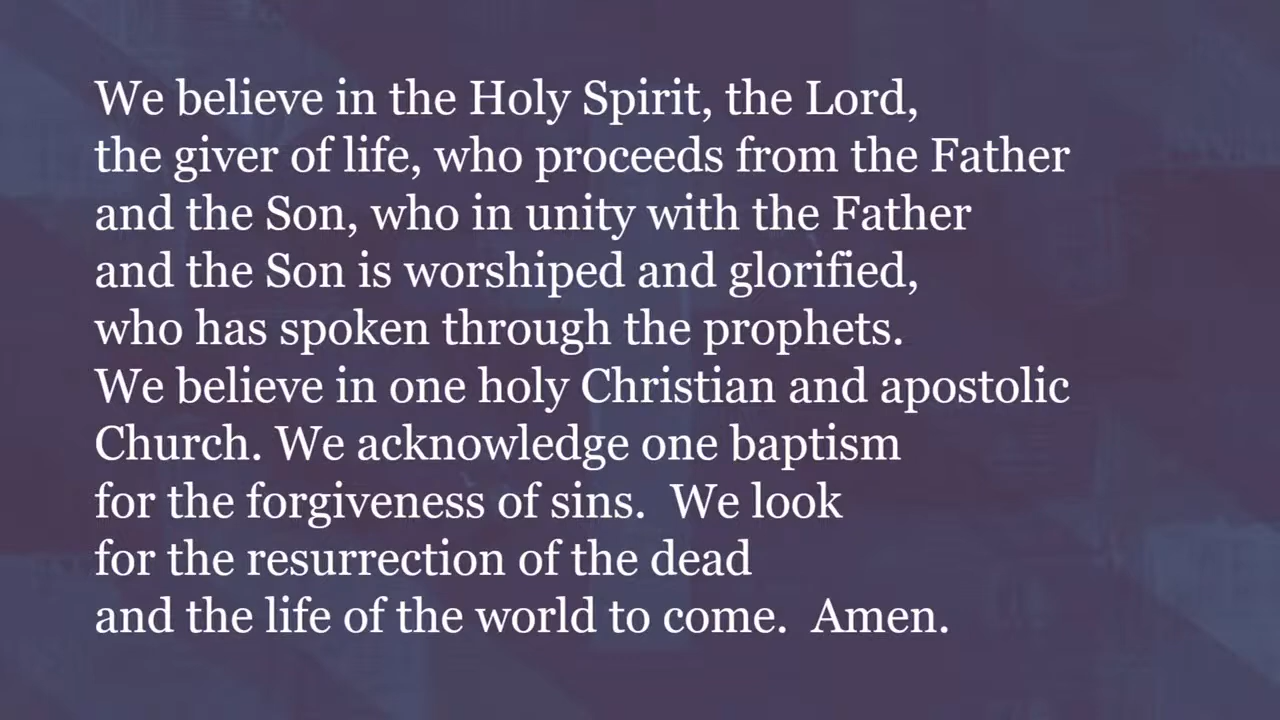 We believe in the Holy Spirit, the Lord,
the giver of life, who proceeds from the Father
and the Son, who in unity with the Father
and the Son is worshiped and glorified,
who has spoken through the prophets.
We believe in one holy Christian and apostolic
Church. We acknowledge one baptism
for the forgiveness of sins.  We look
for the resurrection of the dead
and the life of the world to come.  Amen.